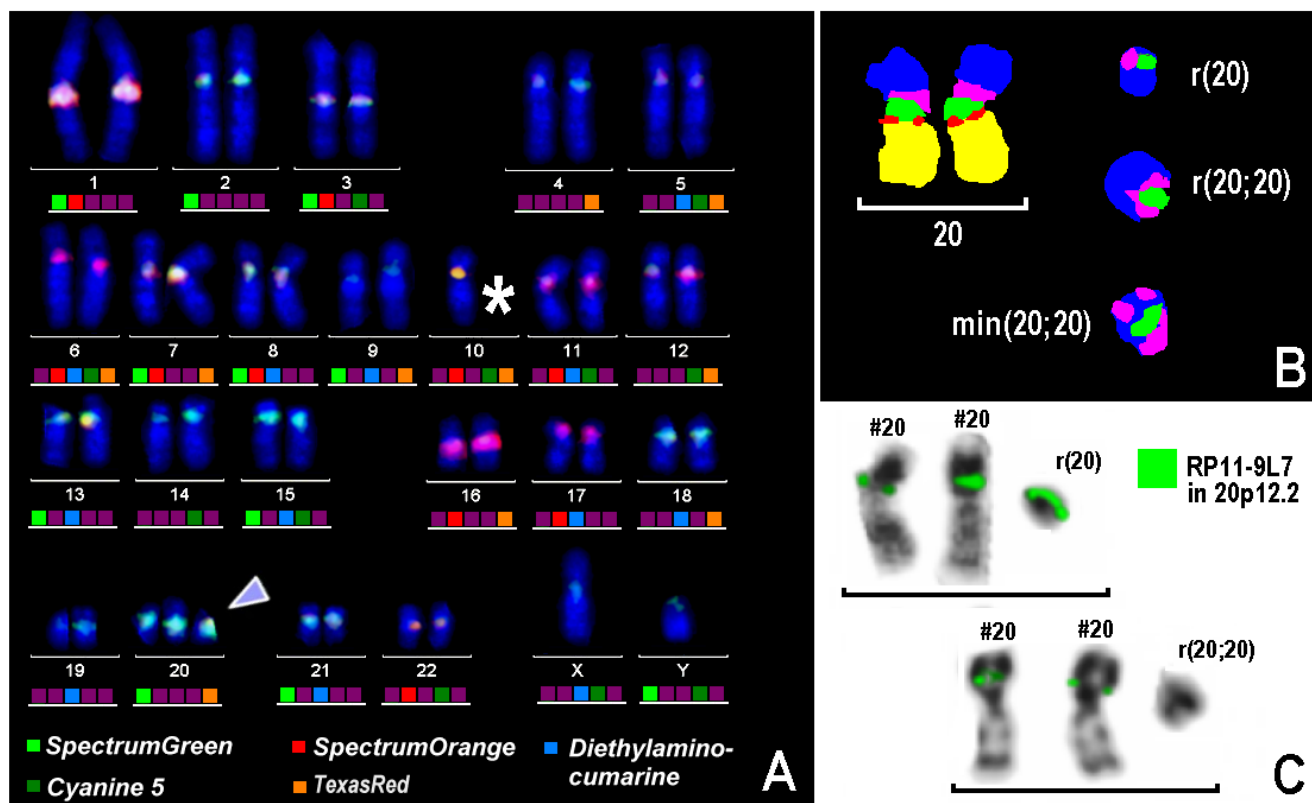 1 2 3 4 5
6 7 8 9 10 * 11 12
13 14 15 16 17 18
19 20 21 22 X Y
SpectrumGreen SpectrumOrange Diethylamino-
cumarine
Cyanine 5 TexasRed
A
20
r(20)
r(20;20)
min(20;20)
B
#20 #20 r(20)
RP11-9L7
in 20p12.2
#20 #20 r(20;20)
C